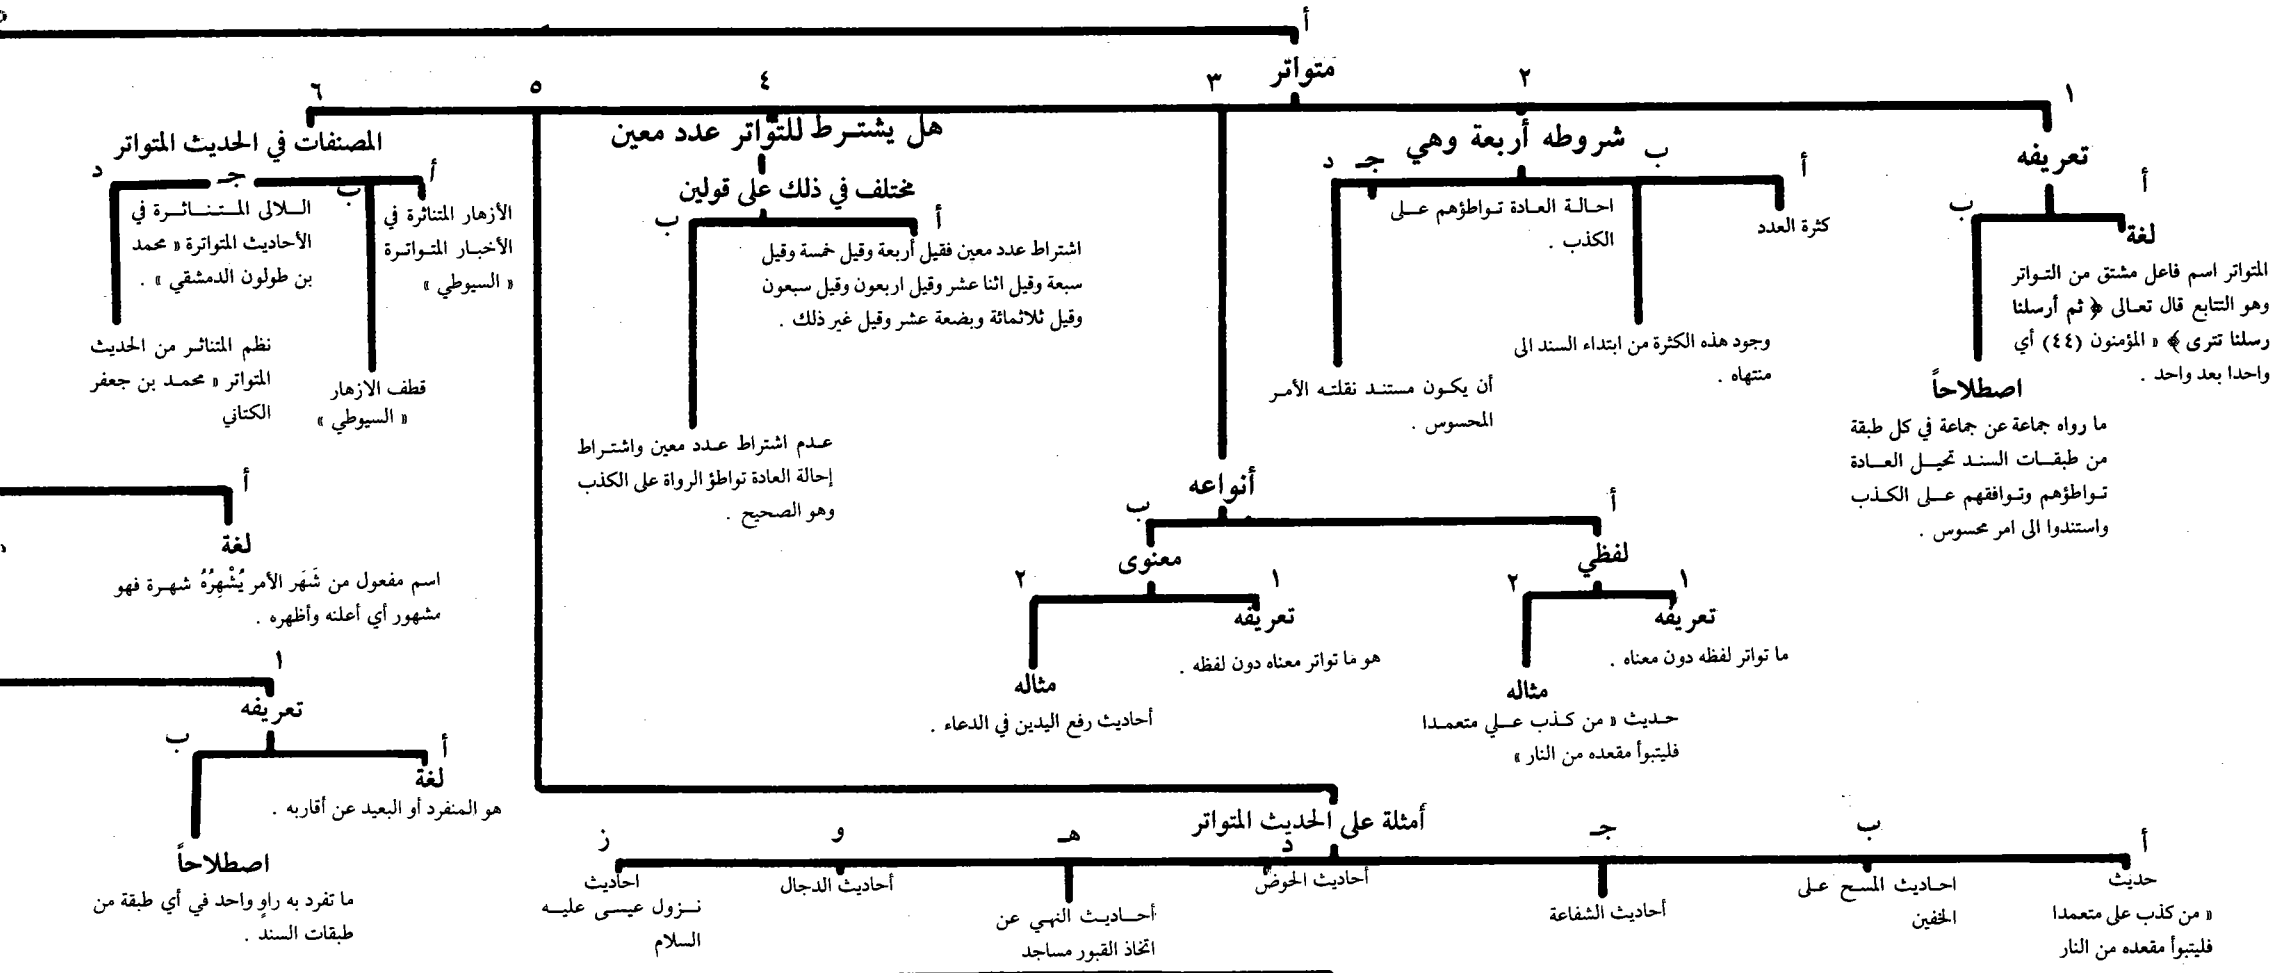 أ
متواتر
١
٢
٣
٤
٥
٦
تعريفه
أ
ب
لغة
المتواتر اسم فاعل مشتق من التواتر
وهو التتابع قال تعالى ﴿ ثم أرسلنا
رسلنا تترى ﴾ « المؤمنون (٤٤) أي
واحدا بعد واحد .
اصطلاحاً
ما رواه جماعة عن جماعة في كل طبقة
من طبقات السند تحيل العادة
تواطؤهم وتوافقهم على الكذب
واستندوا الى امر محسوس .
شروطه أربعة وهي
أ
ب
جـ
د
كثرة العدد
وجود هذه الكثرة من ابتداء السند الى
منتهاه .
احالة العادة تواطؤهم على
الكذب .
أن يكون مستند نقلته الأمر
المحسوس .
أنواعه
أ
ب
لفظي
١
٢
تعريفه
ما تواتر لفظه دون معناه .
مثاله
حديث « من كذب علي متعمدا
فليتبوأ مقعده من النار »
معنوى
١
٢
تعريفه
هو ما تواتر معناه دون لفظه .
مثاله
أحاديث رفع اليدين في الدعاء .
هل يشترط للتواتر عدد معين
مختلف في ذلك على قولين
أ
ب
اشتراط عدد معين فقيل أربعة وقيل خمسة وقيل
سبعة وقيل اثنا عشر وقيل اربعون وقيل سبعون
وقيل ثلاثمائة وبضعة عشر وقيل غير ذلك .
عدم اشتراط عدد معين واشتراط
إحالة العادة تواطؤ الرواة على الكذب
وهو الصحيح .
أمثلة على الحديث المتواتر
أ
ب
جـ
د
هـ
و
ز
حديث
« من كذب على متعمدا
فليتبوأ مقعده من النار
احاديث المسح على
الخفين
أحاديث الشفاعة
أحاديث الحوض
أحاديث النهي عن
اتخاذ القبور مساجد
أحاديث الدجال
احاديث
نزول عيسى عليه
السلام
المصنفات في الحديث المتواتر
أ
ب
جـ
د
الأزهار المتناثرة في
الأخبار المتواترة
« السيوطي »
قطف الازهار
« السيوطي »
اللالى المتناثرة في
الأحاديث المتواترة « محمد
بن طولون الدمشقي » .
نظم المتناثر من الحديث
المتواتر « محمد بن جعفر
الكتاني
أ
لغة
اسم مفعول من شَهَر الأمر يُشْهِرُهُ شهرة فهو
مشهور أي أعلنه وأظهره .
١
تعريفه
أ
ب
لغة
هو المنفرد أو البعيد عن أقاربه .
اصطلاحاً
ما تفرد به راوٍ واحد في أي طبقة من
طبقات السند .